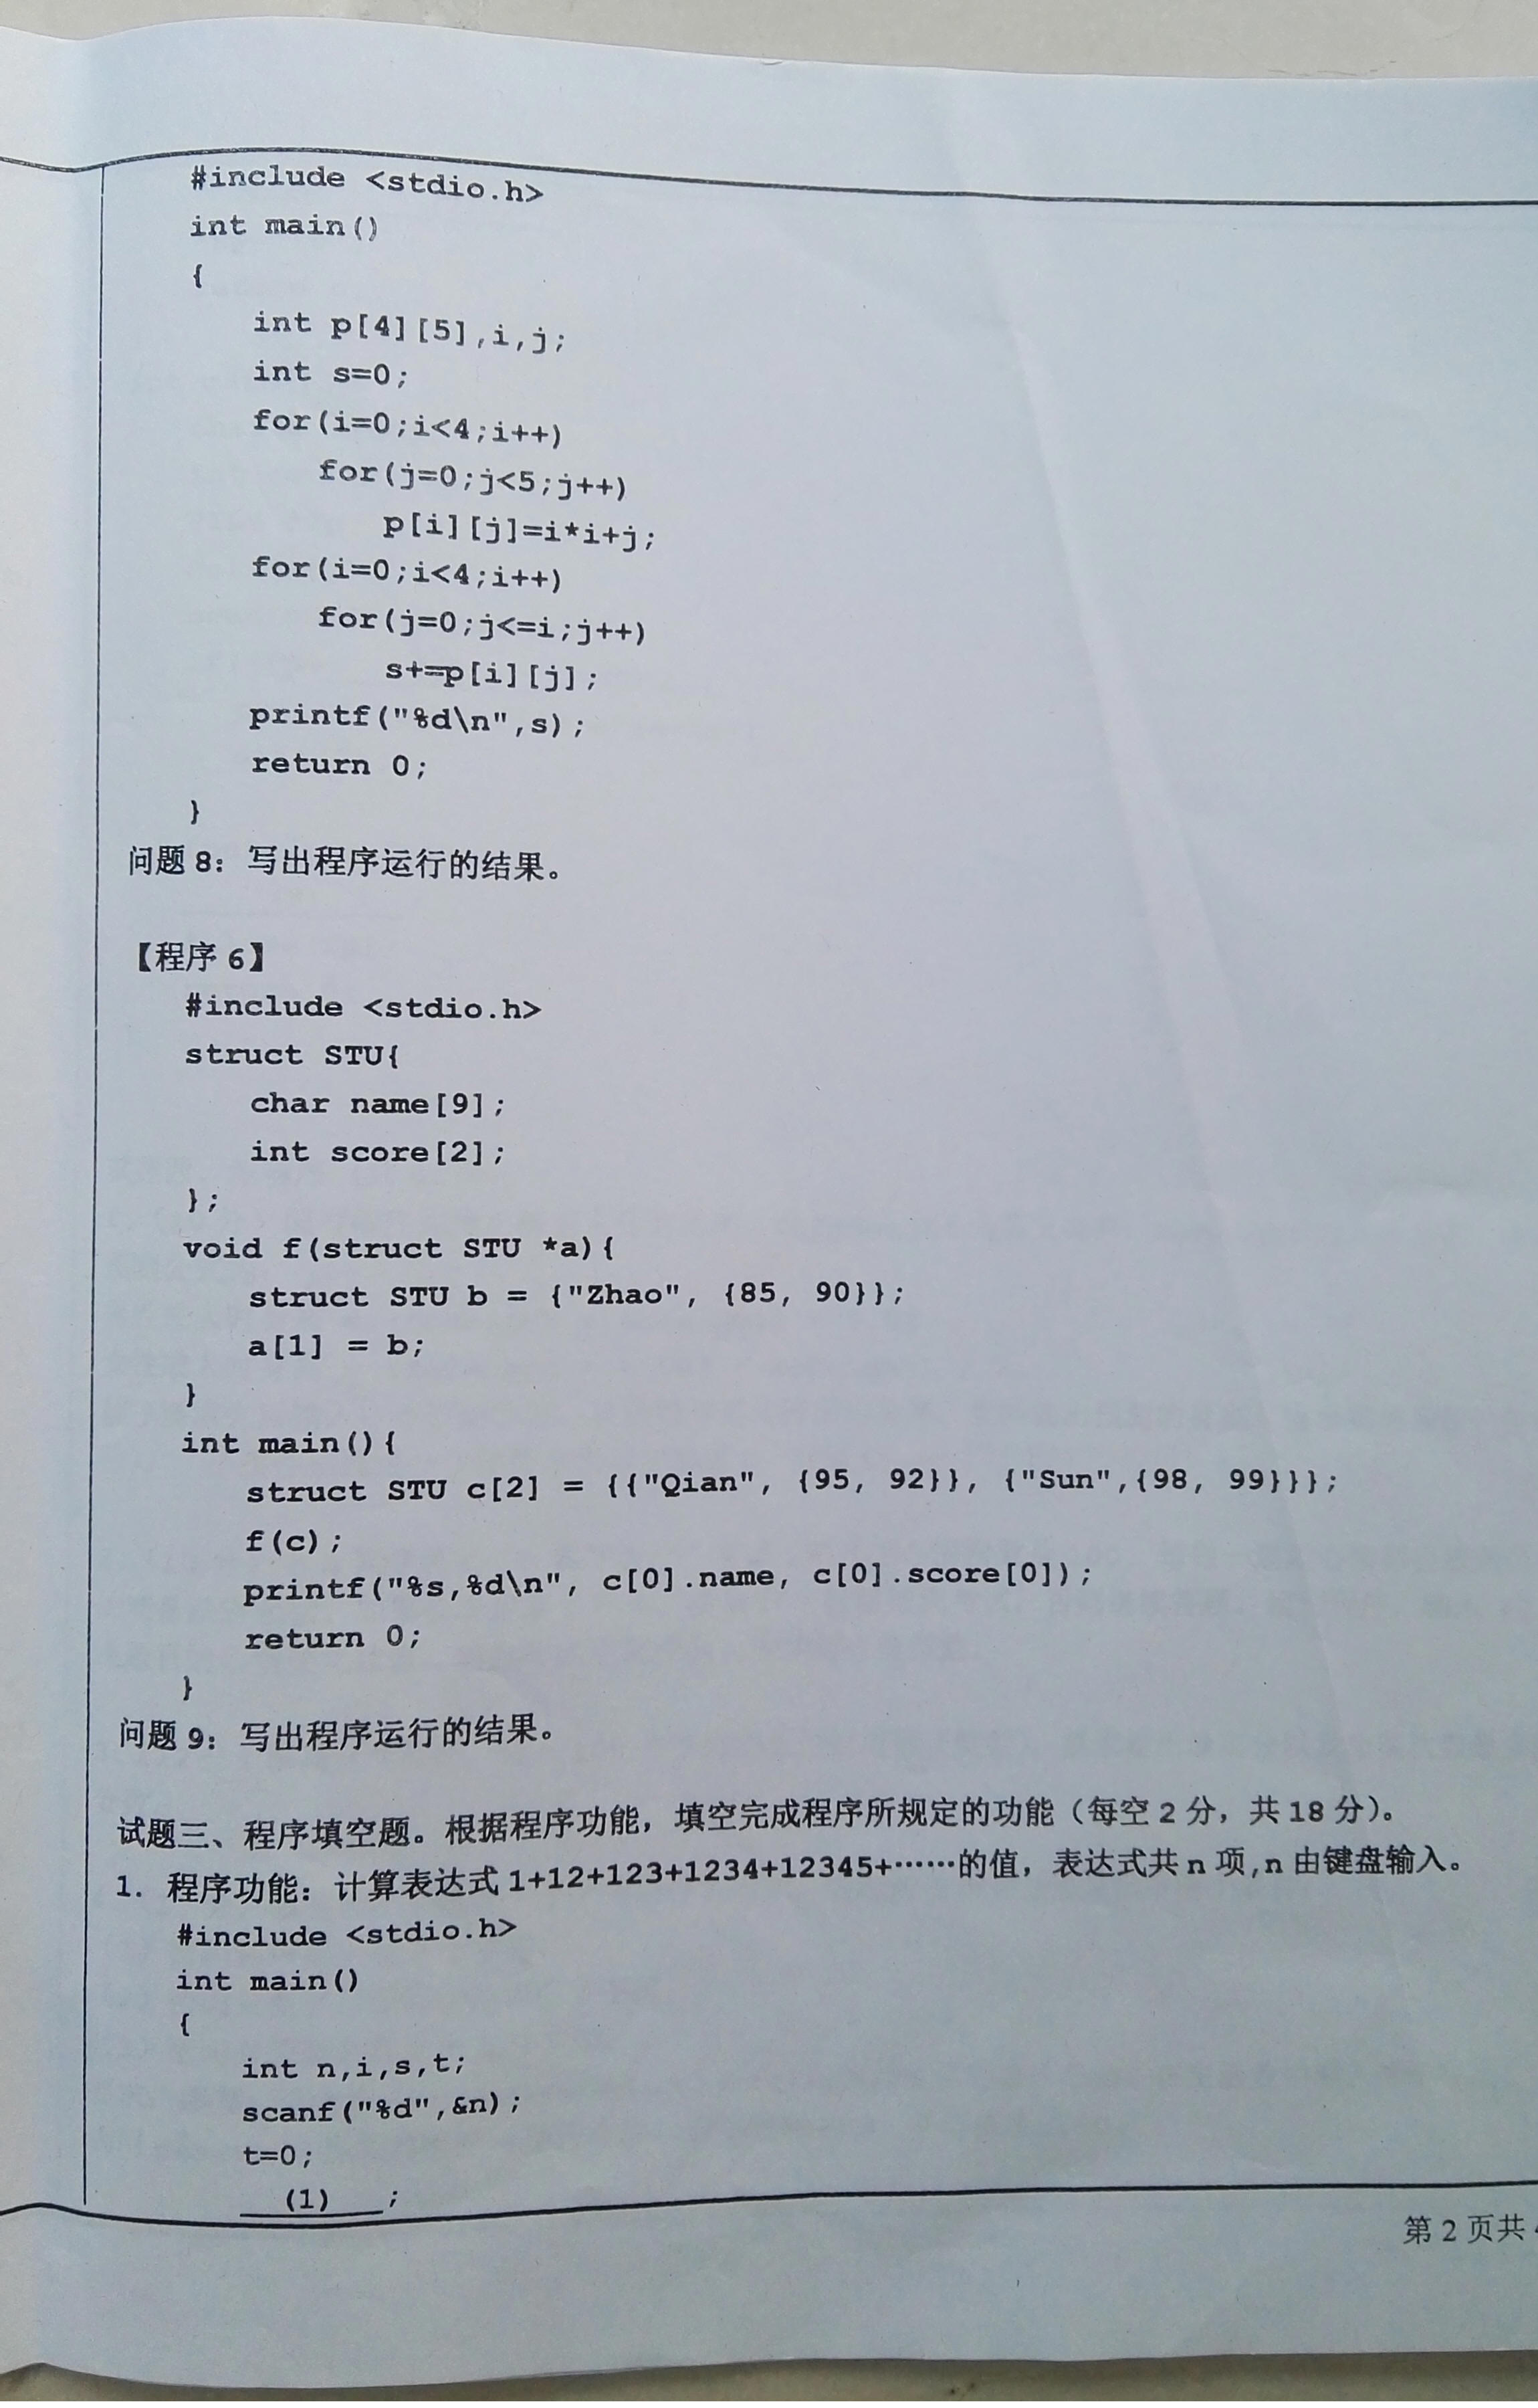 #include <stdio.h>
int main()
{
int p[4][5],i,j;
int s=0;
for(i=0;i<4;i++)
for(j=0;j<5;j++)
p[i][j]=i*i+j;
for(i=0;i<4;i++)
for(j=0;j<=i;j++)
s+=p[i][j];
printf("%d\n",s);
return 0;
}
问题 8：写出程序运行的结果。
【程序 6】
#include <stdio.h>
struct STU{
char name[9];
int score[2];
};
void f(struct STU *a){
struct STU b = {"Zhao", {85, 90}};
a[1] = b;
}
int main(){
struct STU c[2] = {{"Qian", {95, 92}}, {"Sun",{98, 99}}};
f(c);
printf("%s,%d\n", c[0].name, c[0].score[0]);
return 0;
}
问题 9：写出程序运行的结果。
试题三、程序填空题。根据程序功能，填空完成程序所规定的功能（每空 2 分，共 18 分）。
1. 程序功能：计算表达式 1+12+123+1234+12345+……的值，表达式共 n 项,n 由键盘输入。
#include <stdio.h>
int main()
{
int n,i,s,t;
scanf("%d",&n);
t=0;
(1) ;
第 2 页共